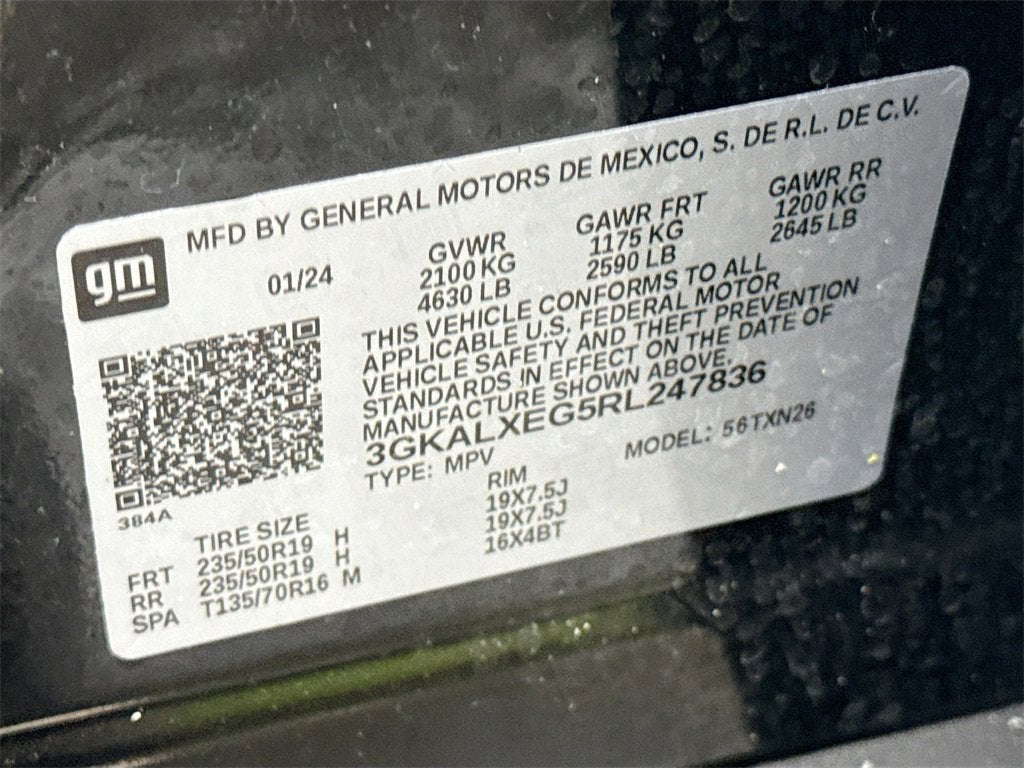 MFD BY GENERAL MOTORS DE MEXICO, S. DE R.L. DE C.V.
gm
01/24
GVWR
2100 KG
4630 LB
GAWR FRT
1175 KG
2590 LB
GAWR RR
1200 KG
2645 LB
THIS VEHICLE CONFORMS TO ALL
APPLICABLE U.S. FEDERAL MOTOR
VEHICLE SAFETY AND THEFT PREVENTION
STANDARDS IN EFFECT ON THE DATE OF
MANUFACTURE SHOWN ABOVE.
3GKALXEG5RL247836
TYPE: MPV
MODEL: 56TXN26
384A
TIRE SIZE RIM
FRT 235/50R19 H 19X7.5J
RR 235/50R19 H 19X7.5J
SPA T135/70R16 M 16X4BT